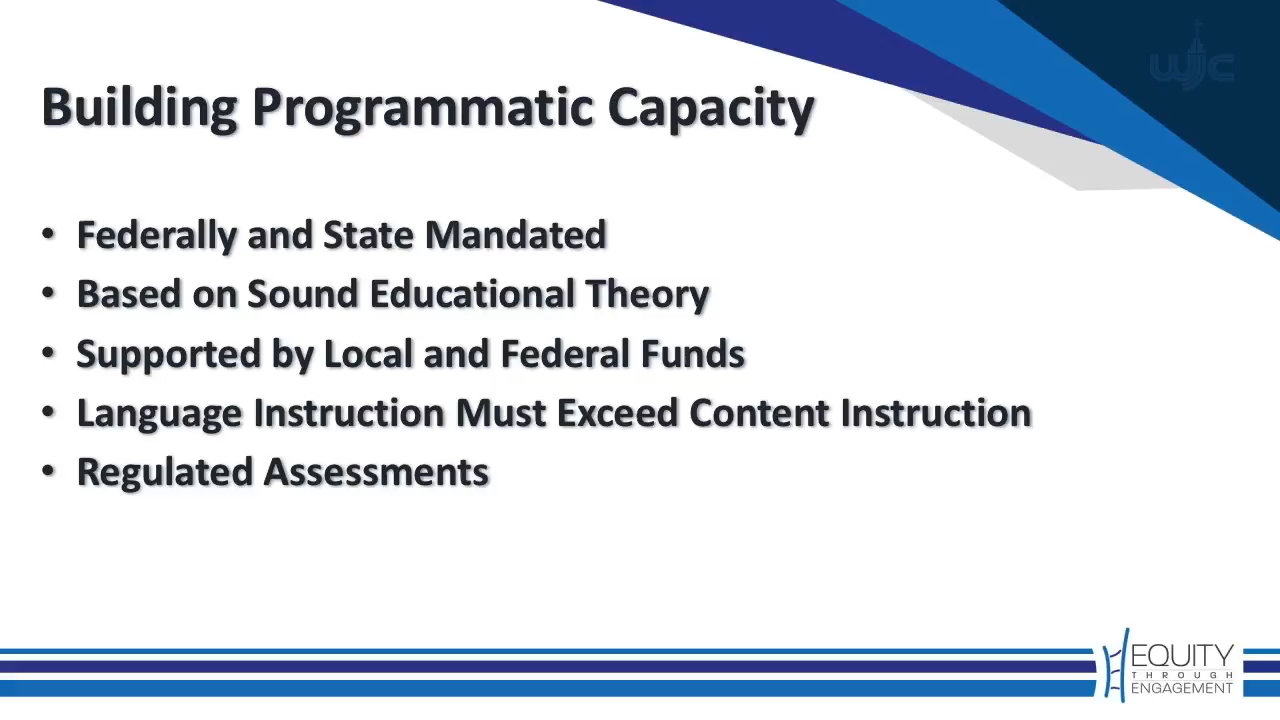 wjc
Building Programmatic Capacity
• Federally and State Mandated
• Based on Sound Educational Theory
• Supported by Local and Federal Funds
• Language Instruction Must Exceed Content Instruction
• Regulated Assessments
EQUITY
THROUGH
ENGAGEMENT